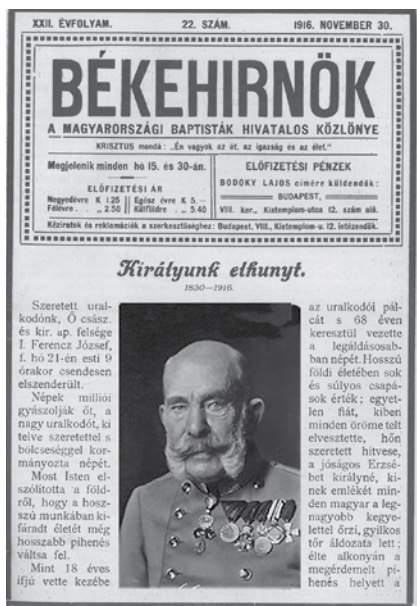 XXII. ÉVFOLYAM. 22. SZÁM. 1916. NOVEMBER 30.
BÉKEHIRNÖK
A MAGYARORSZÁGI BAPTISTÁK HIVATALOS KÖZLÖNYE
KRISZTUS mondá: „Én vagyok az út, az igazság és az élet."
Megjelenik minden hó 15. és 30-án.
ELŐFIZETÉSI ÁR
Negyedévre K 1.25 Egész évre K 5.—
Félévre . . „ 2.50 Külföldre . „ 5.40
ELŐFIZETÉSI PÉNZEK
BODOKY LAJOS címére küldendők:
BUDAPEST,
VIII. ker., Kistemplom-utca 12. szám alá.
Kéziratok és reklamációk a szerkesztőséghez: Budapest, VIII., Kistemplom-u. 12. intézendők.
Királyunk elhunyt.
1830—1916.
Szeretett ural-
kodónk, Ő csász.
és kir. ap. felsége
I. Ferencz József,
f. hó 21-én esti 9
órakor csendesen
elszenderült.
Népek milliói
gyászolják őt, a
nagy uralkodót, ki
telve szeretettel s
bölcseséggel kor-
mányozta népét.
Most Isten el-
szólította a föld-
ről, hogy a hosz-
szú munkában ki-
fáradt életét még
hosszabb pihenés
váltsa fel.
Mint 18 éves
ifjú vette kezébe
az uralkodói pál-
cát s 68 éven
keresztül vezette
a legáldásosab-
ban népét. Hosszú
földi életében sok
és súlyos csapá-
sok érték; egyet-
len fiát, kiben
minden öröme telt
elvesztette, hőn
szeretett hitvese,
a jóságos Erzsé-
bet királyné, ki-
nek emlékét min-
den magyar a leg-
nagyobb kegye-
lettel őrzi, gyilkos
tőr áldozata lett;
élte alkonyán a
megérdemelt pi-
henés helyett a